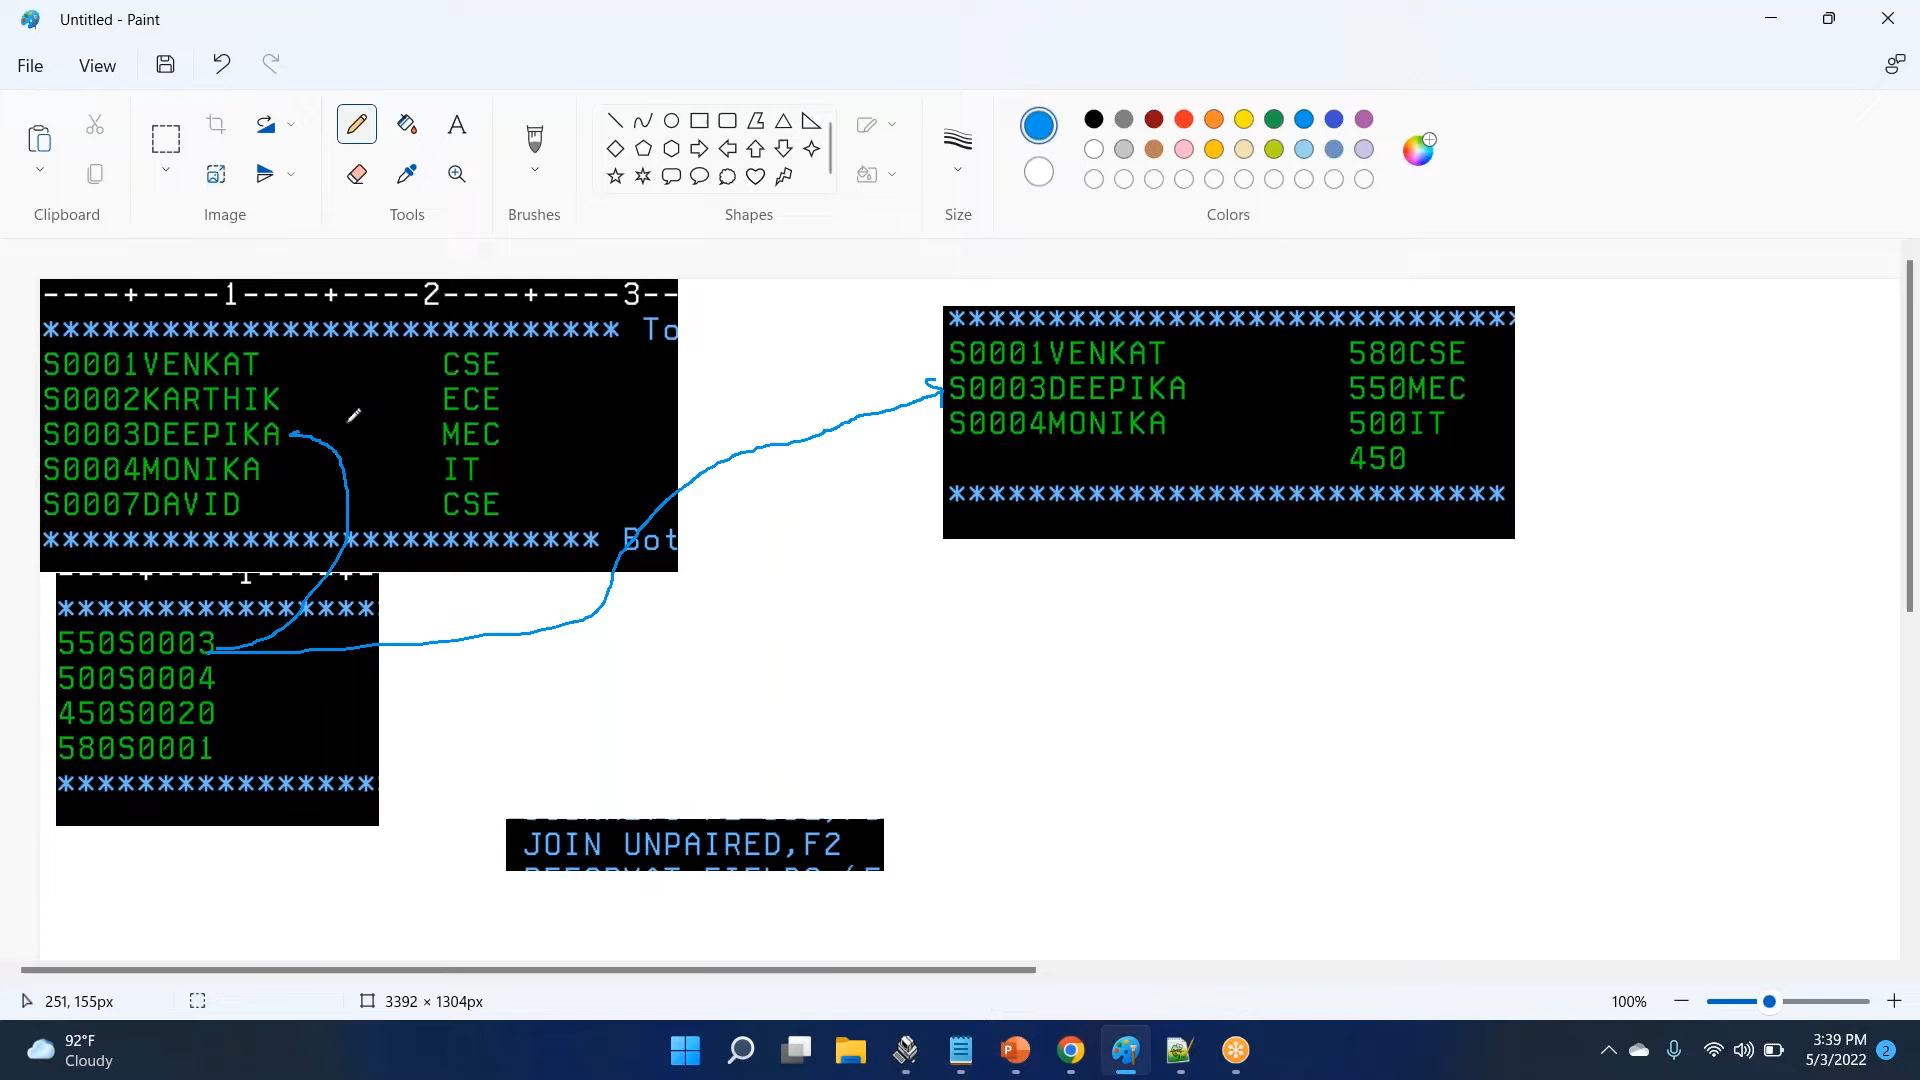 Untitled - Paint
File View
Clipboard Image Tools Brushes Shapes Size Colors
----+----1----+----2----+----3--
***************************** To
S0001VENKAT CSE
S0002KARTHIK ECE
S0003DEEPIKA MEC
S0004MONIKA IT
S0007DAVID CSE
**************************** Bot
****************
550S0003
500S0004
450S0020
580S0001
****************
*****************************
S0001VENKAT 580CSE
S0003DEEPIKA 550MEC
S0004MONIKA 500IT
450
****************************
JOIN UNPAIRED,F2
251, 155px
3392 × 1304px
100%
92°F
Cloudy
3:39 PM
5/3/2022
2